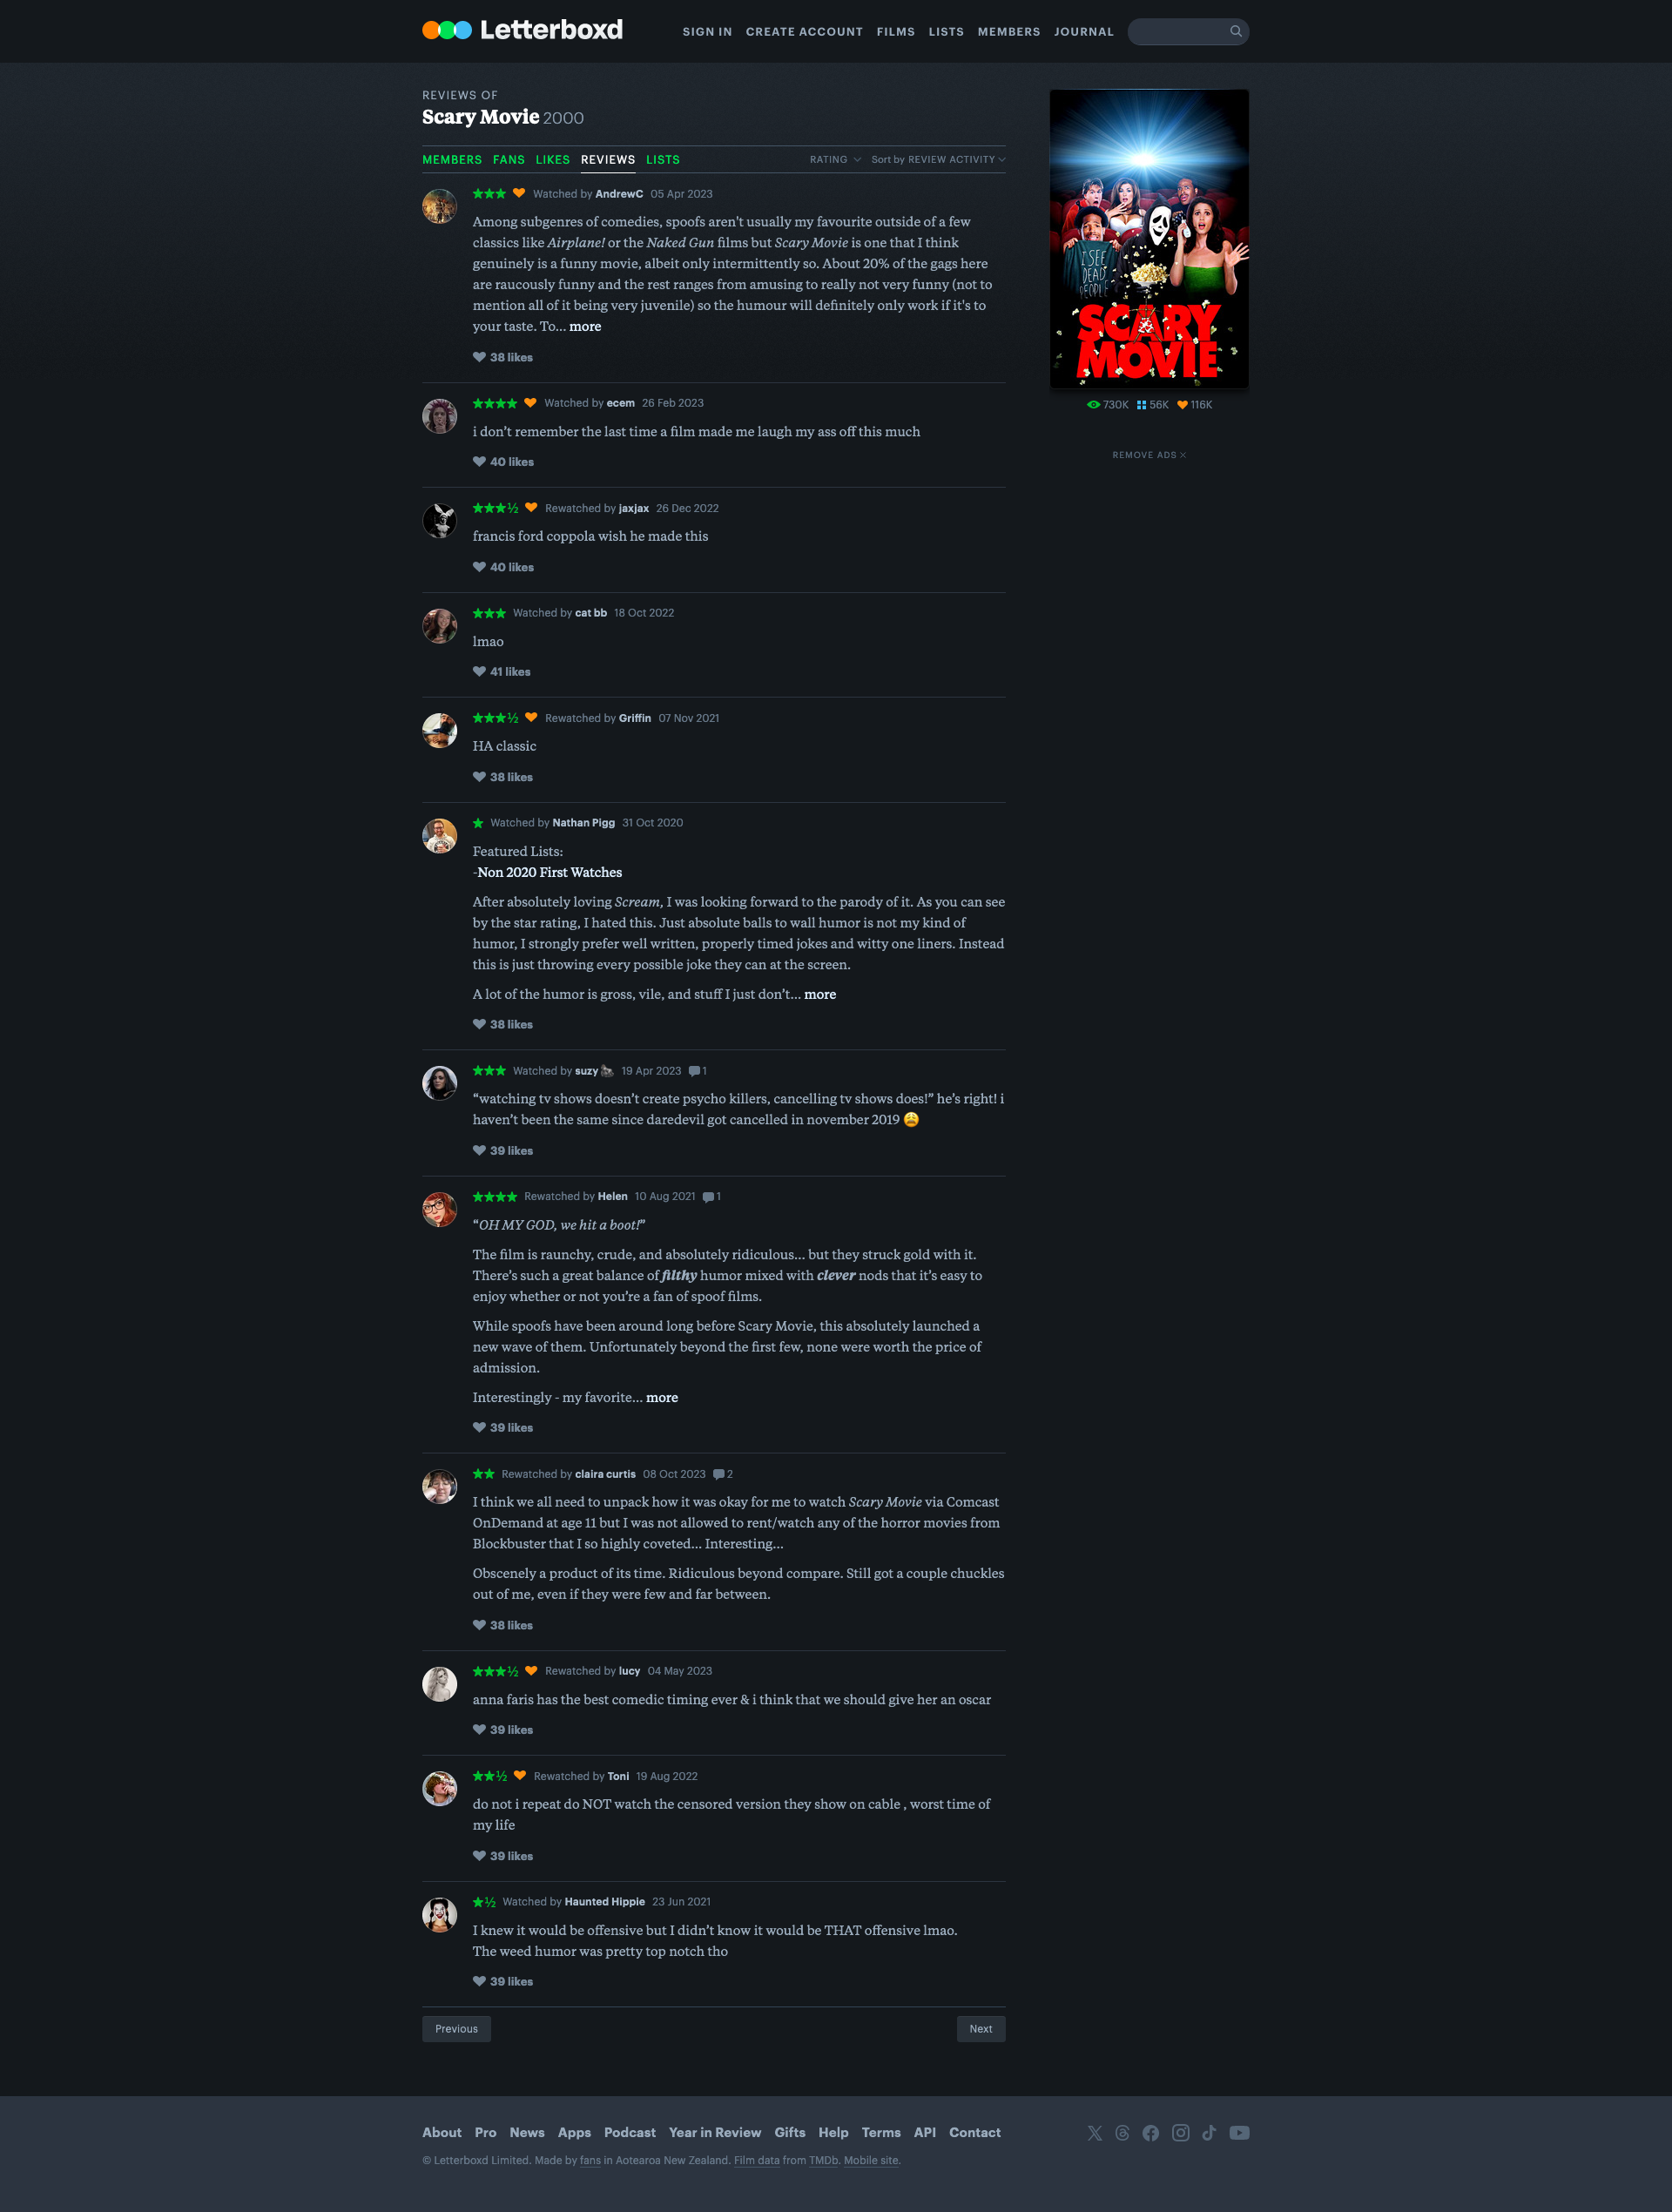 Letterboxd
SIGN IN CREATE ACCOUNT FILMS LISTS MEMBERS JOURNAL
REVIEWS OF
Scary Movie 2000
MEMBERS FANS LIKES REVIEWS LISTS
RATING Sort by REVIEW ACTIVITY
★★★ Watched by AndrewC 05 Apr 2023
Among subgenres of comedies, spoofs aren't usually my favourite outside of a few
classics like Airplane! or the Naked Gun films but Scary Movie is one that I think
genuinely is a funny movie, albeit only intermittently so. About 20% of the gags here
are raucously funny and the rest ranges from amusing to really not very funny (not to
mention all of it being very juvenile) so the humour will definitely only work if it's to
your taste. To… more
38 likes
★★★★ Watched by ecem 26 Feb 2023
i don’t remember the last time a film made me laugh my ass off this much
40 likes
★★★½ Rewatched by jaxjax 26 Dec 2022
francis ford coppola wish he made this
40 likes
★★★ Watched by cat bb 18 Oct 2022
lmao
41 likes
★★★½ Rewatched by Griffin 07 Nov 2021
HA classic
38 likes
★ Watched by Nathan Pigg 31 Oct 2020
Featured Lists:
-Non 2020 First Watches
After absolutely loving Scream, I was looking forward to the parody of it. As you can see
by the star rating, I hated this. Just absolute balls to wall humor is not my kind of
humor, I strongly prefer well written, properly timed jokes and witty one liners. Instead
this is just throwing every possible joke they can at the screen.
A lot of the humor is gross, vile, and stuff I just don’t… more
38 likes
★★★ Watched by suzy 19 Apr 2023 1
“watching tv shows doesn’t create psycho killers, cancelling tv shows does!” he’s right! i
haven’t been the same since daredevil got cancelled in november 2019 😩
39 likes
★★★★ Rewatched by Helen 10 Aug 2021 1
“OH MY GOD, we hit a boot!”
The film is raunchy, crude, and absolutely ridiculous… but they struck gold with it.
There’s such a great balance of filthy humor mixed with clever nods that it’s easy to
enjoy whether or not you’re a fan of spoof films.
While spoofs have been around long before Scary Movie, this absolutely launched a
new wave of them. Unfortunately beyond the first few, none were worth the price of
admission.
Interestingly - my favorite… more
39 likes
★★ Rewatched by claira curtis 08 Oct 2023 2
I think we all need to unpack how it was okay for me to watch Scary Movie via Comcast
OnDemand at age 11 but I was not allowed to rent/watch any of the horror movies from
Blockbuster that I so highly coveted… Interesting…
Obscenely a product of its time. Ridiculous beyond compare. Still got a couple chuckles
out of me, even if they were few and far between.
38 likes
★★★½ Rewatched by lucy 04 May 2023
anna faris has the best comedic timing ever & i think that we should give her an oscar
39 likes
★★½ Rewatched by Toni 19 Aug 2022
do not i repeat do NOT watch the censored version they show on cable , worst time of
my life
39 likes
★½ Watched by Haunted Hippie 23 Jun 2021
I knew it would be offensive but I didn’t know it would be THAT offensive lmao.
The weed humor was pretty top notch tho
39 likes
Previous
Next
I SEE
DEAD
PEOPLE
SCARY
MOVIE
730K 56K 116K
REMOVE ADS
About Pro News Apps Podcast Year in Review Gifts Help Terms API Contact
© Letterboxd Limited. Made by fans in Aotearoa New Zealand. Film data from TMDb. Mobile site.